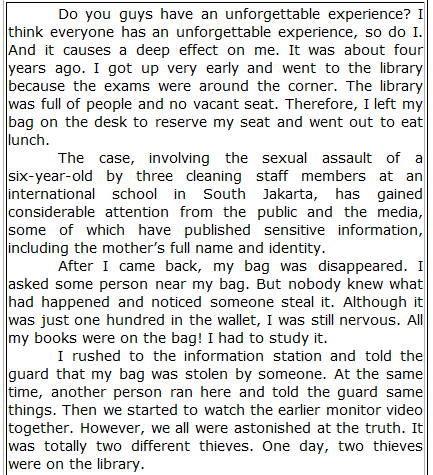 Do you guys have an unforgettable experience? I
think everyone has an unforgettable experience, so do I.
And it causes a deep effect on me. It was about four
years ago. I got up very early and went to the library
because the exams were around the corner. The library
was full of people and no vacant seat. Therefore, I left my
bag on the desk to reserve my seat and went out to eat
lunch.
The case, involving the sexual assault of a
six-year-old by three cleaning staff members at an
international school in South Jakarta, has gained
considerable attention from the public and the media,
some of which have published sensitive information,
including the mother's full name and identity.
After I came back, my bag was disappeared. I
asked some person near my bag. But nobody knew what
had happened and noticed someone steal it. Although it
was just one hundred in the wallet, I was still nervous. All
my books were on the bag! I had to study it.
I rushed to the information station and told the
guard that my bag was stolen by someone. At the same
time, another person ran here and told the guard same
things. Then we started to watch the earlier monitor video
together. However, we all were astonished at the truth. It
was totally two different thieves. One day, two thieves
were on the library.